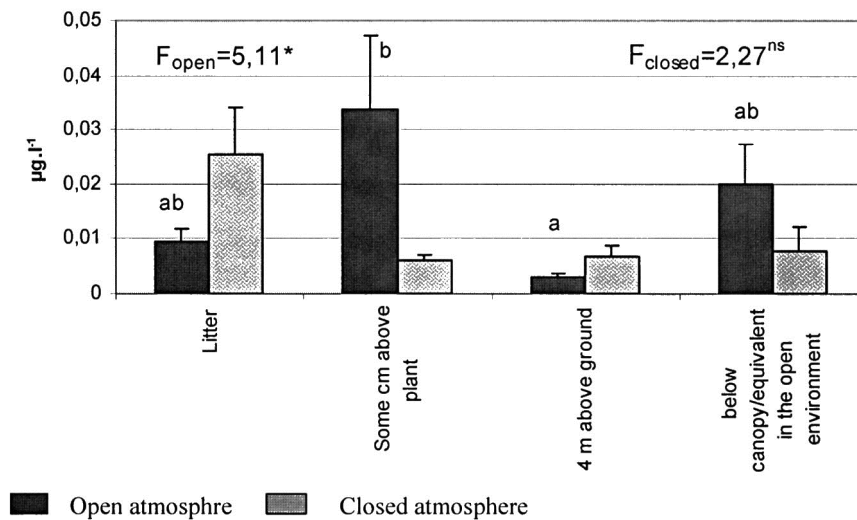 0,05
F_open=5,11*
b
F_closed=2,27^ns
0,04
0,03
ab
ab
0,02
a
0,01
0
µg.l⁻¹
Litter
Some cm above
plant
4 m above ground
below
canopy/equivalent
in the open
environment
Open atmosphre
Closed atmosphere